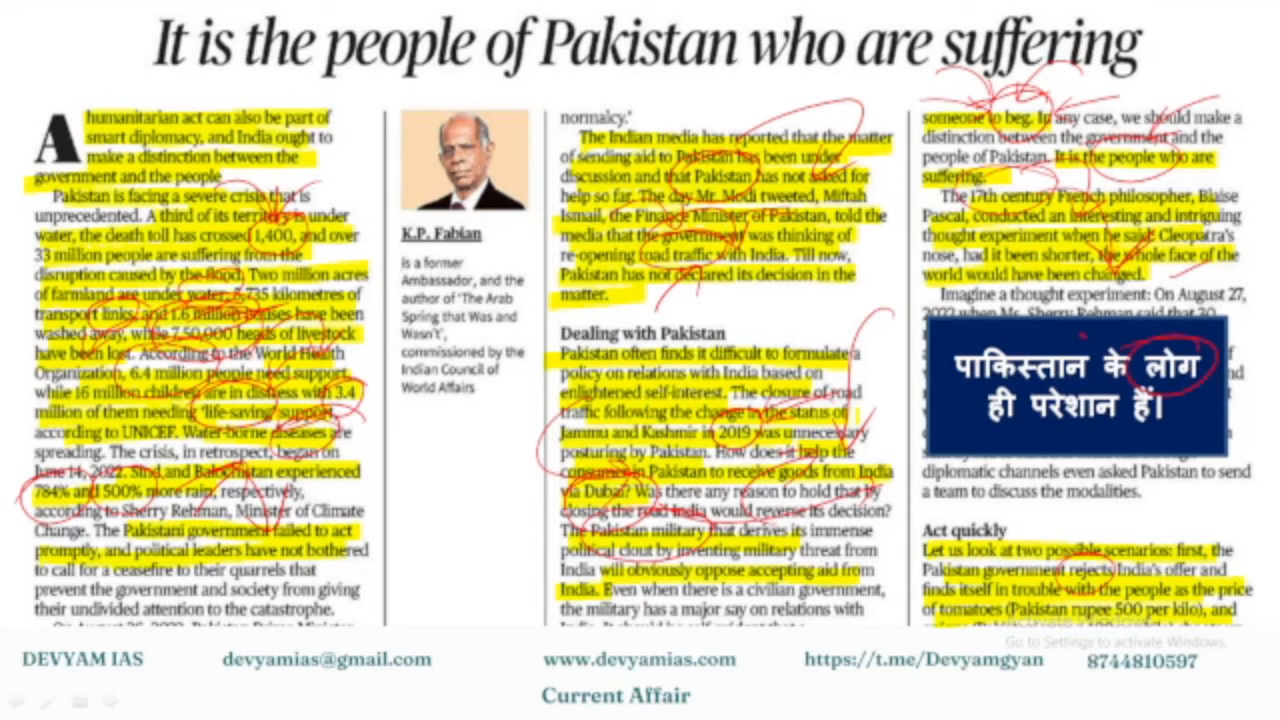 It is the people of Pakistan who are suffering
A humanitarian act can also be part of
smart diplomacy, and India ought to
make a distinction between the
government and the people
Pakistan is facing a severe crisis that is
unprecedented. A third of its territory is under
water, the death toll has crossed 1,400, and over
33 million people are suffering from the
disruption caused by the flood. Two million acres
of farmland are under water, 5,735 kilometres of
transport links, and 1.6 million houses have been
washed away, while 7,50,000 heads of livestock
have been lost. According to the World Health
Organization, 6.4 million people need support,
while 16 million children are in distress with 3.4
million of them needing 'life-saving' support,
according to UNICEF. Water-borne diseases are
spreading. The crisis, in retrospect, began on
June 14, 2022. Sind and Balochistan experienced
784% and 500% more rain, respectively,
according to Sherry Rehman, Minister of Climate
Change. The Pakistani government failed to act
promptly, and political leaders have not bothered
to call for a ceasefire to their quarrels that
prevent the government and society from giving
their undivided attention to the catastrophe.
K.P. Fabian
is a former
Ambassador, and the
author of 'The Arab
Spring that Was and
Wasn't',
commissioned by the
Indian Council of
World Affairs
normalcy.'
The Indian media has reported that the matter
of sending aid to Pakistan has been under
discussion and that Pakistan has not asked for
help so far. The day Mr. Modi tweeted, Miftah
Ismail, the Finance Minister of Pakistan, told the
media that the government was thinking of
re-opening road traffic with India. Till now,
Pakistan has not declared its decision in the
matter.
Dealing with Pakistan
Pakistan often finds it difficult to formulate a
policy on relations with India based on
enlightened self-interest. The closure of road
traffic following the change in the status of
Jammu and Kashmir in 2019 was unnecessary
posturing by Pakistan. How does it help the
consumer in Pakistan to receive goods from India
via Dubai? Was there any reason to hold that by
closing the road India would reverse its decision?
The Pakistan military that derives its immense
political clout by inventing military threat from
India will obviously oppose accepting aid from
India. Even when there is a civilian government,
the military has a major say on relations with
someone to beg. In any case, we should make a
distinction between the government and the
people of Pakistan. It is the people who are
suffering.
The 17th century French philosopher, Blaise
Pascal, conducted an interesting and intriguing
thought experiment when he said: Cleopatra's
nose, had it been shorter, the whole face of the
world would have been changed.
Imagine a thought experiment: On August 27,
2022 when Ms. Sherry Rehman said that 30
पाकिस्तान के लोग
ही परेशान हैं।
diplomatic channels even asked Pakistan to send
a team to discuss the modalities.
Act quickly
Let us look at two possible scenarios: first, the
Pakistan government rejects India's offer and
finds itself in trouble with the people as the price
of tomatoes (Pakistan rupee 500 per kilo), and
Go to Settings to activate Windows.
DEVYAM IAS devyamias@gmail.com www.devyamias.com https://t.me/Devyamgyan 8744810597
Current Affair